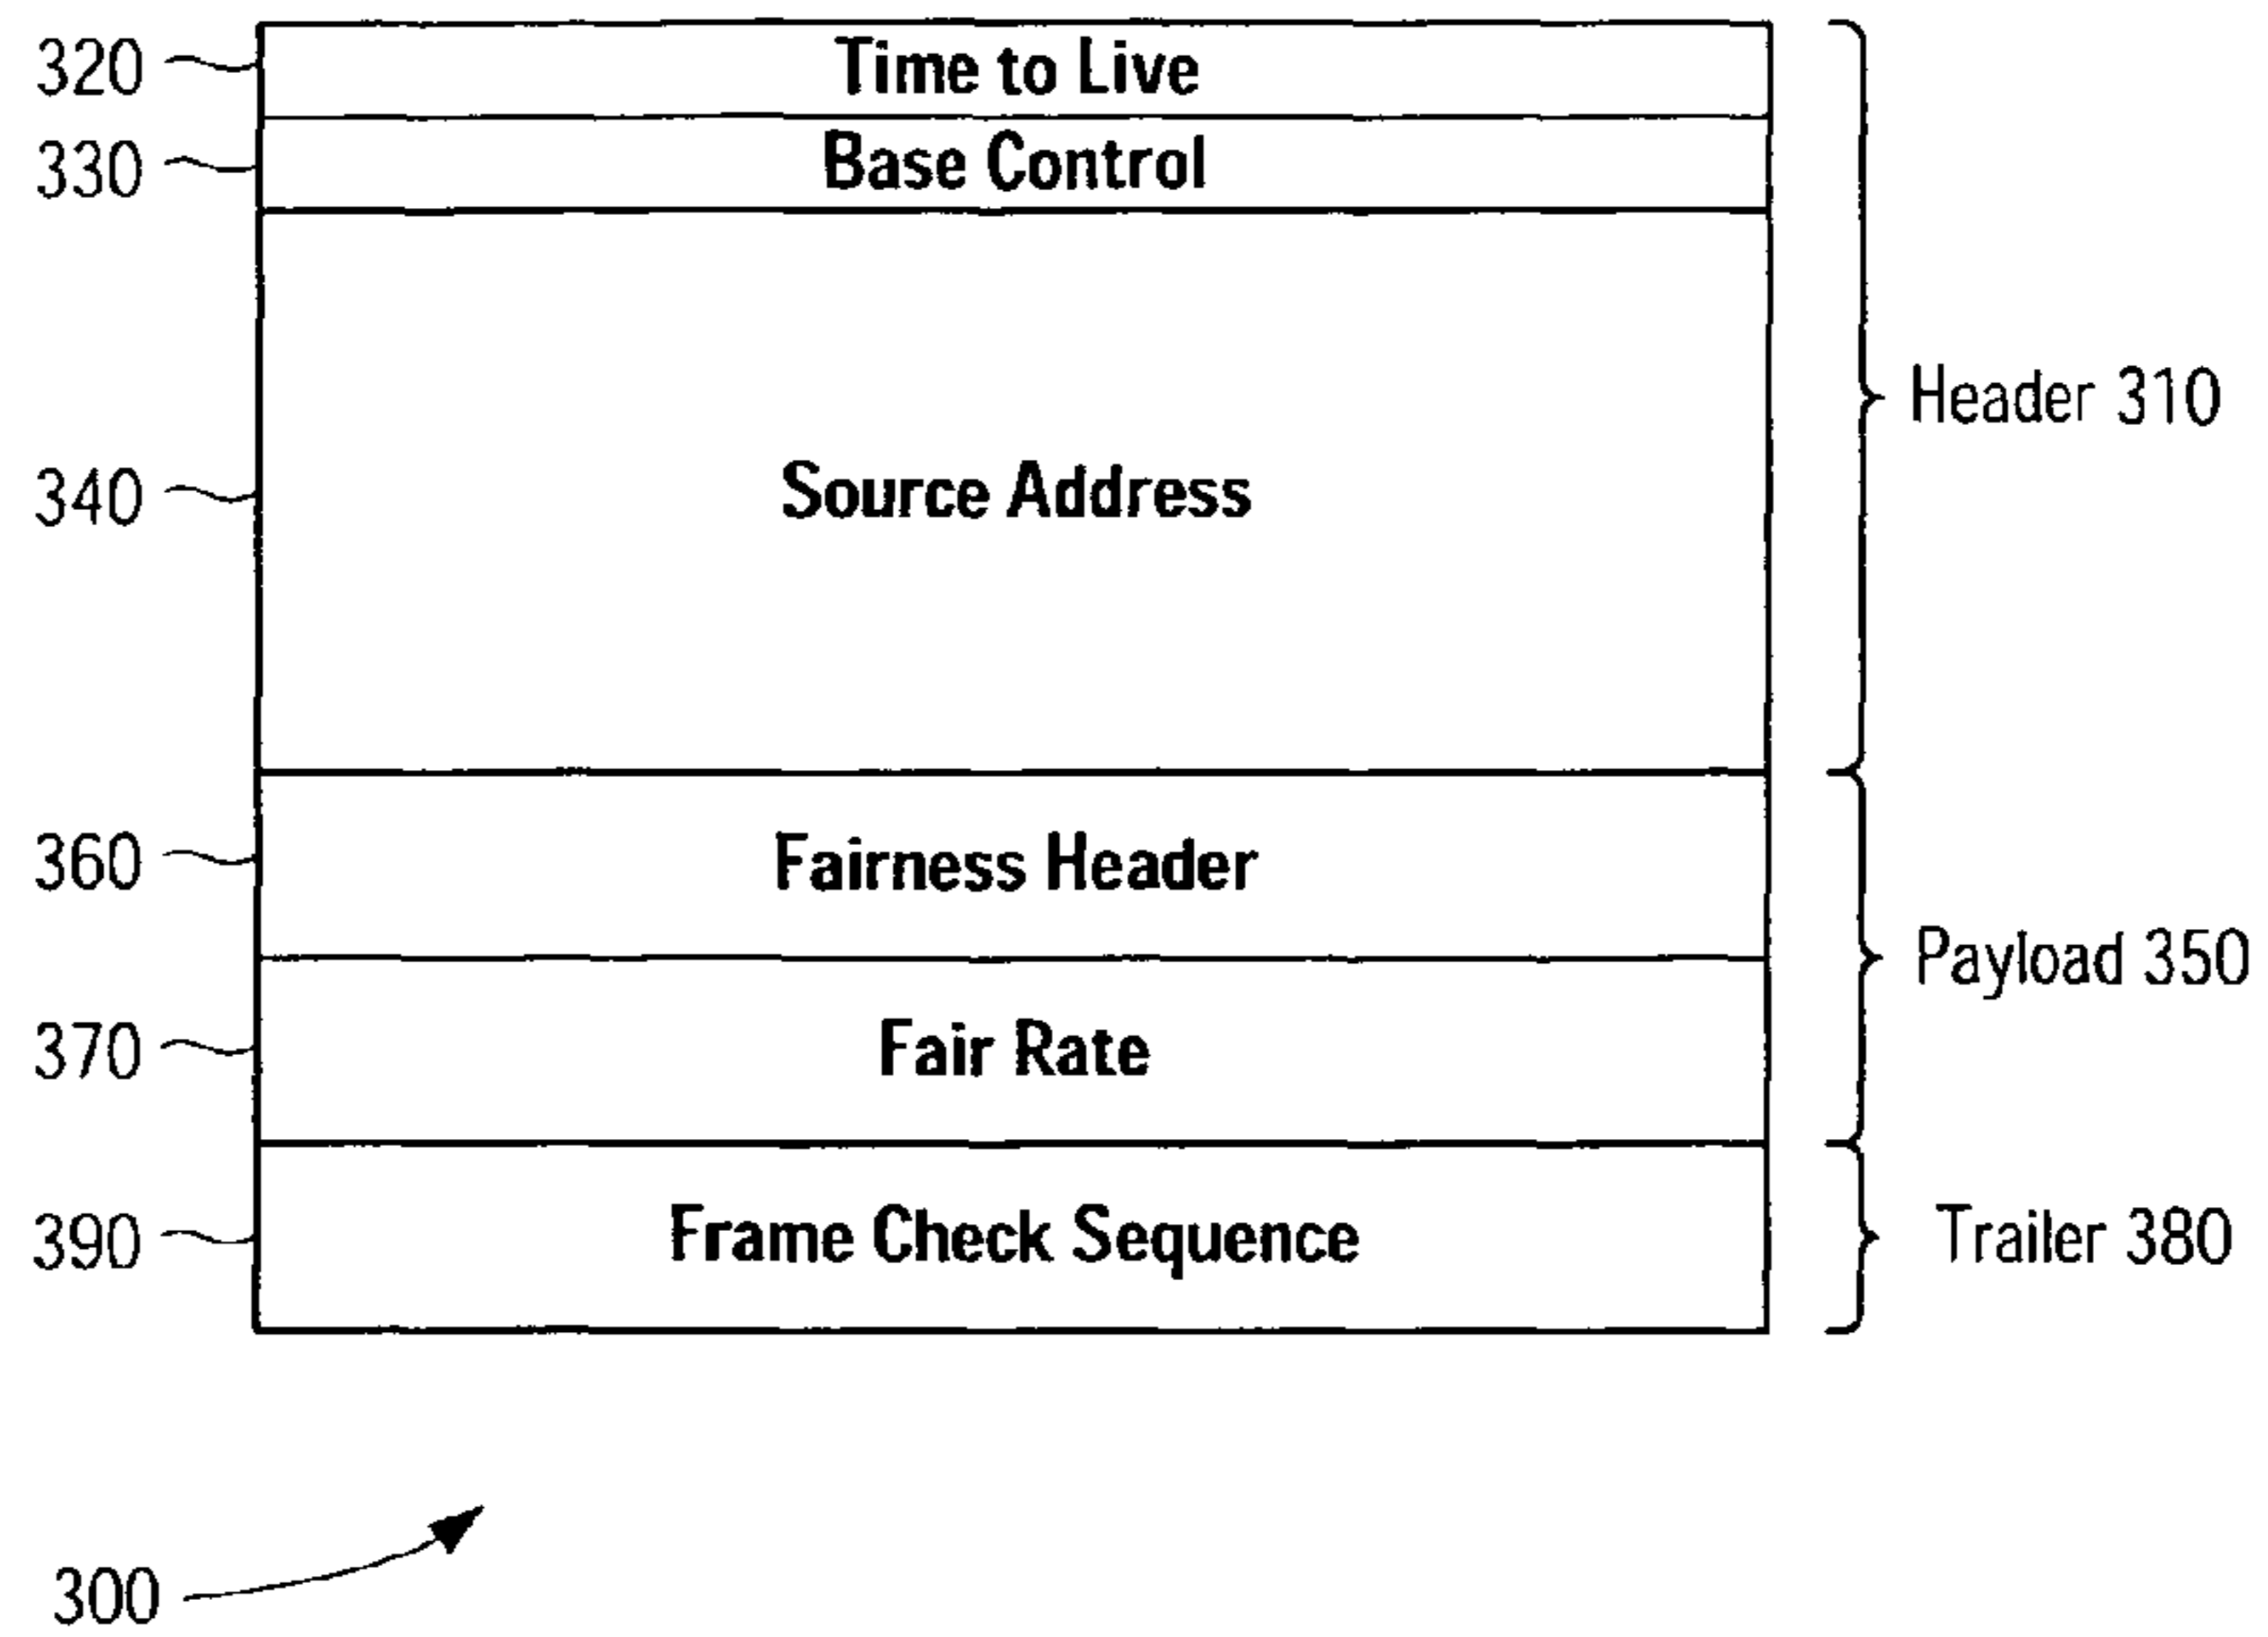 320
Time to Live
330
Base Control
Header 310
340
Source Address
360
Fairness Header
Payload 350
370
Fair Rate
390
Frame Check Sequence
Trailer 380
300